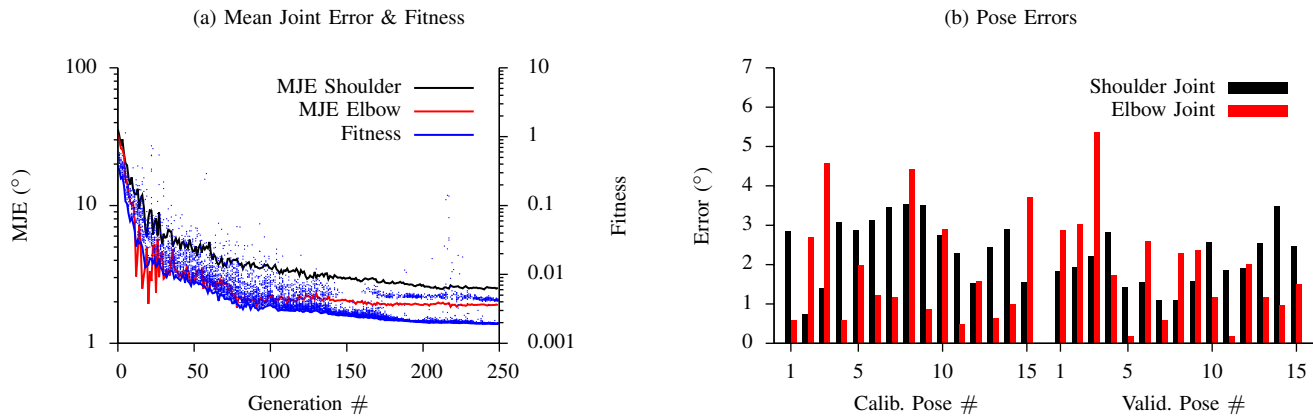 (a) Mean Joint Error & Fitness
100
10
1
MJE (°)
MJE Shoulder
MJE Elbow
Fitness
10
1
0.1
0.01
0.001
Fitness
0 50 100 150 200 250
Generation #
(b) Pose Errors
7
6
5
4
3
2
1
0
Error (°)
Shoulder Joint
Elbow Joint
1 5 10 15 1 5 10 15
Calib. Pose # Valid. Pose #